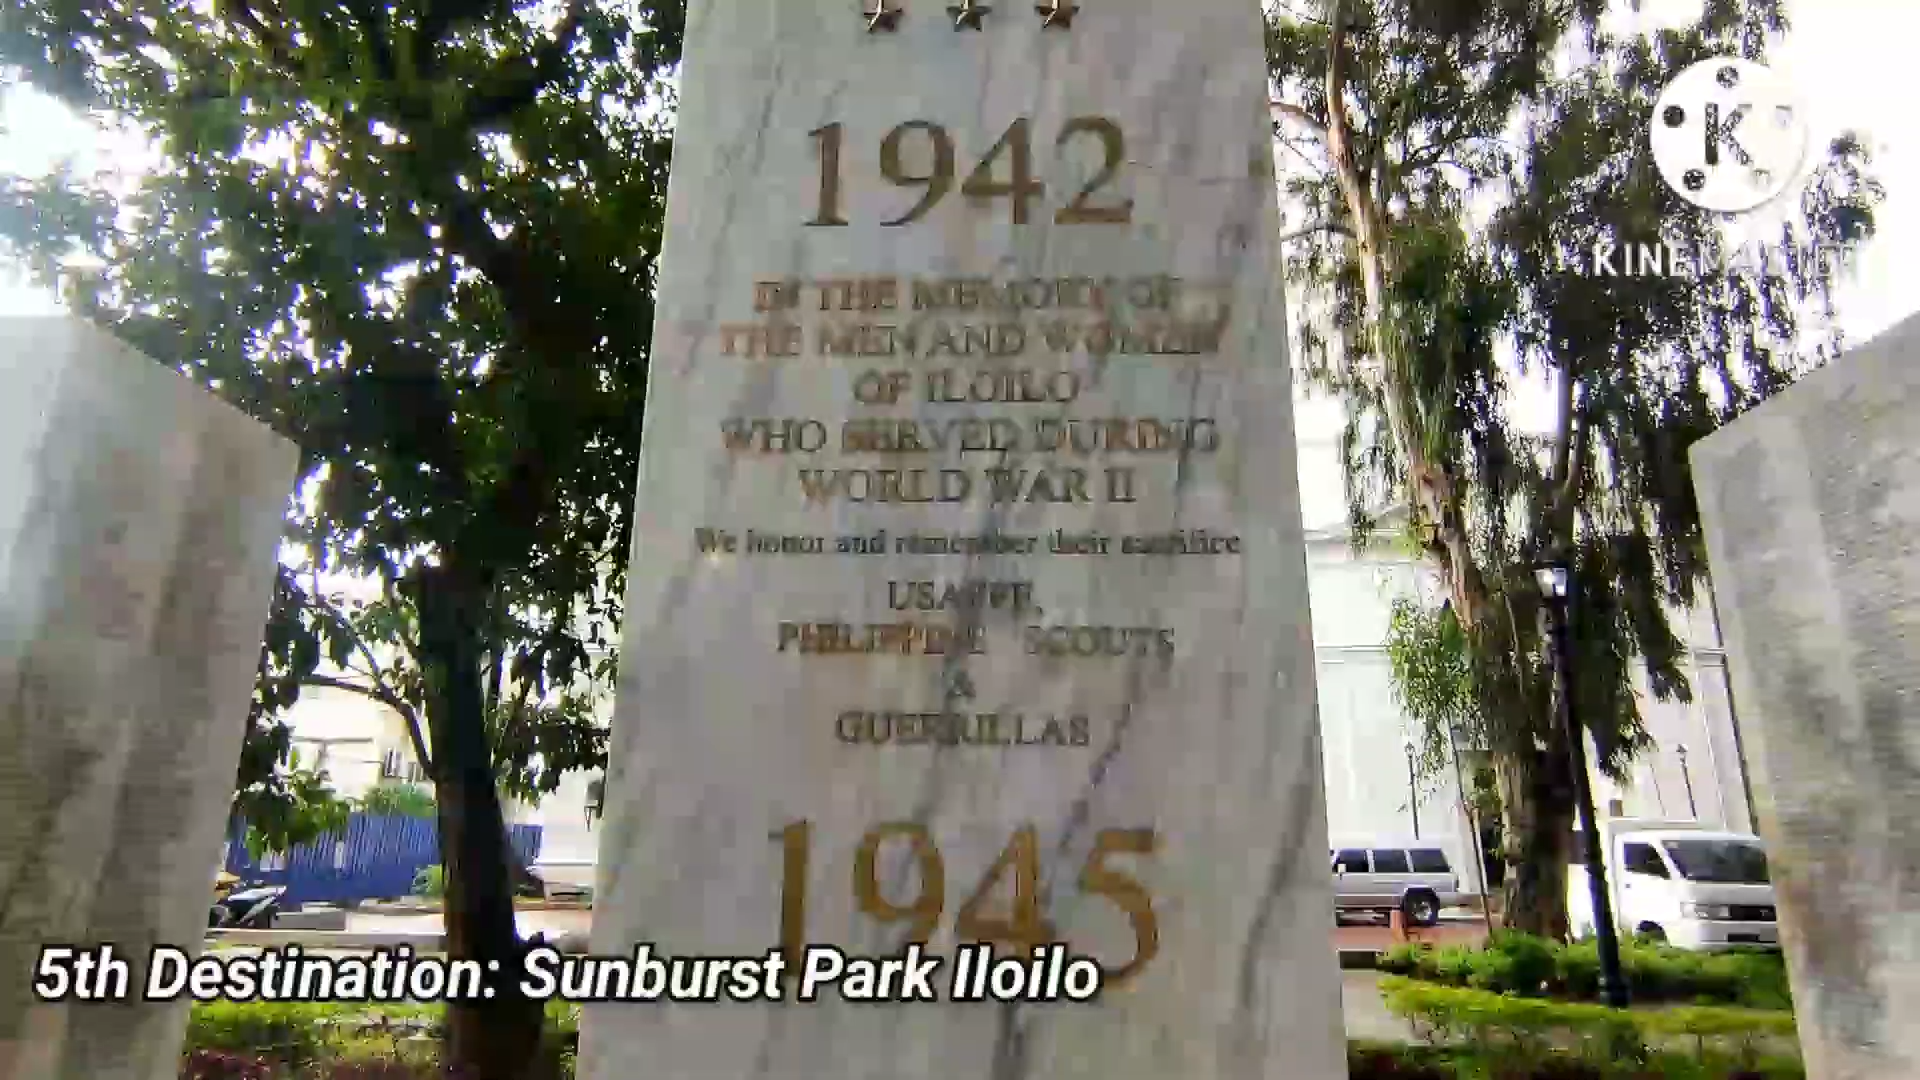 1942
IN THE MEMORY OF
THE MEN AND WOMEN
OF ILOILO
WHO SERVED DURING
WORLD WAR II
We honor and remember their sacrifice
USAFFE,
PHILIPPINE SCOUTS
&
GUERRILLAS
1945
K
KINEMASTER
5th Destination: Sunburst Park Iloilo